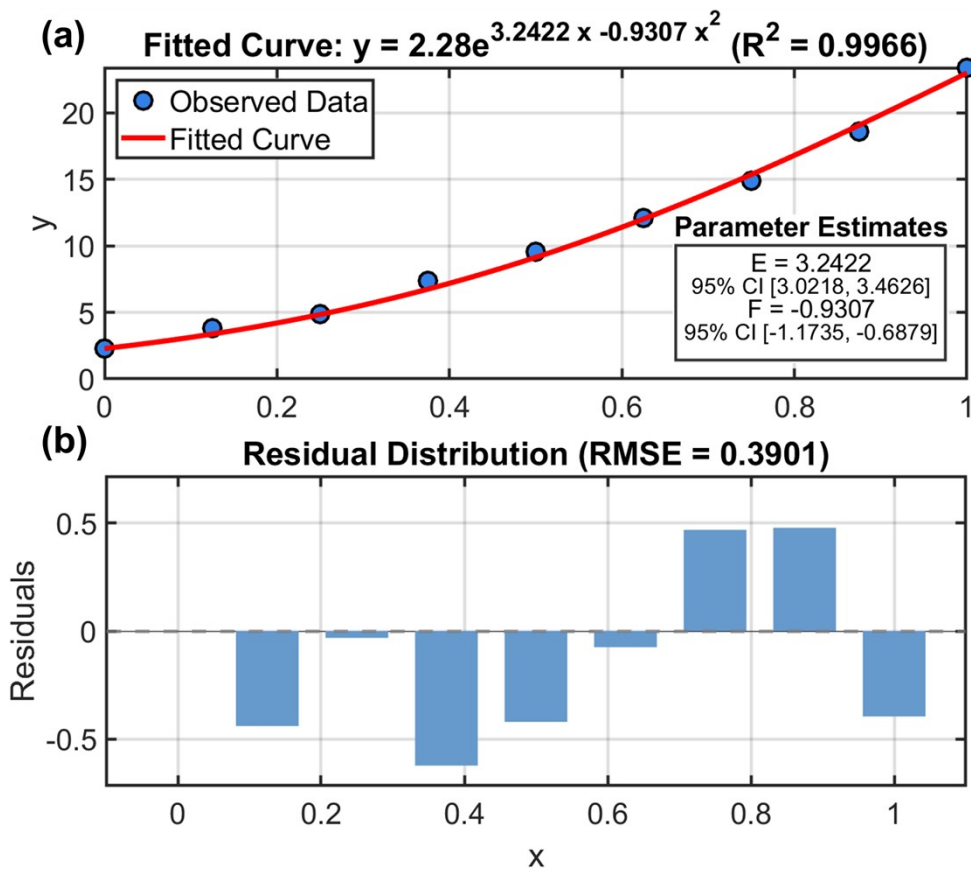 (a)
Fitted Curve: y = 2.28e^3.2422 x -0.9307 x^2 (R^2 = 0.9966)
Observed Data
Fitted Curve
y
20
15
10
5
0
Parameter Estimates
E = 3.2422
95% CI [3.0218, 3.4626]
F = -0.9307
95% CI [-1.1735, -0.6879]
0 0.2 0.4 0.6 0.8 1
(b)
Residual Distribution (RMSE = 0.3901)
Residuals
0.5
0
-0.5
0 0.2 0.4 0.6 0.8 1
x